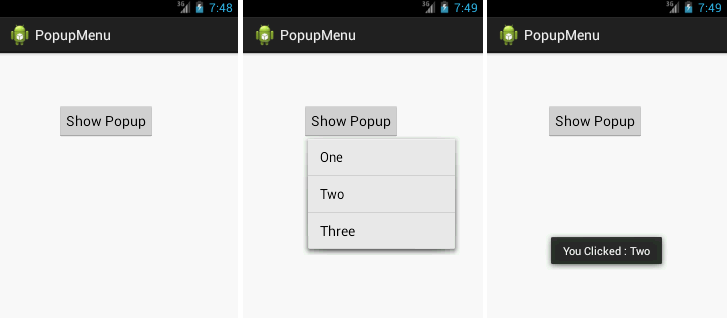 3G 7:48
PopupMenu
Show Popup
3G 7:49
PopupMenu
Show Popup
One
Two
Three
3G 7:49
PopupMenu
Show Popup
You Clicked : Two